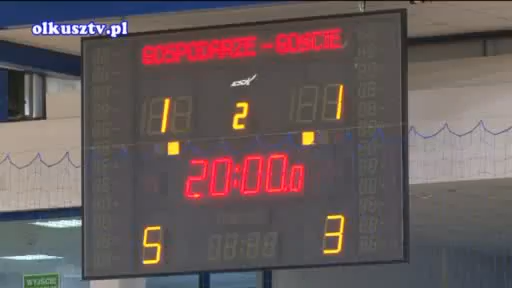 olkusztv.pl
GOSPODARZE - GOŚCIE
1 2 1
20:00.0
5 3
WYJŚCIE